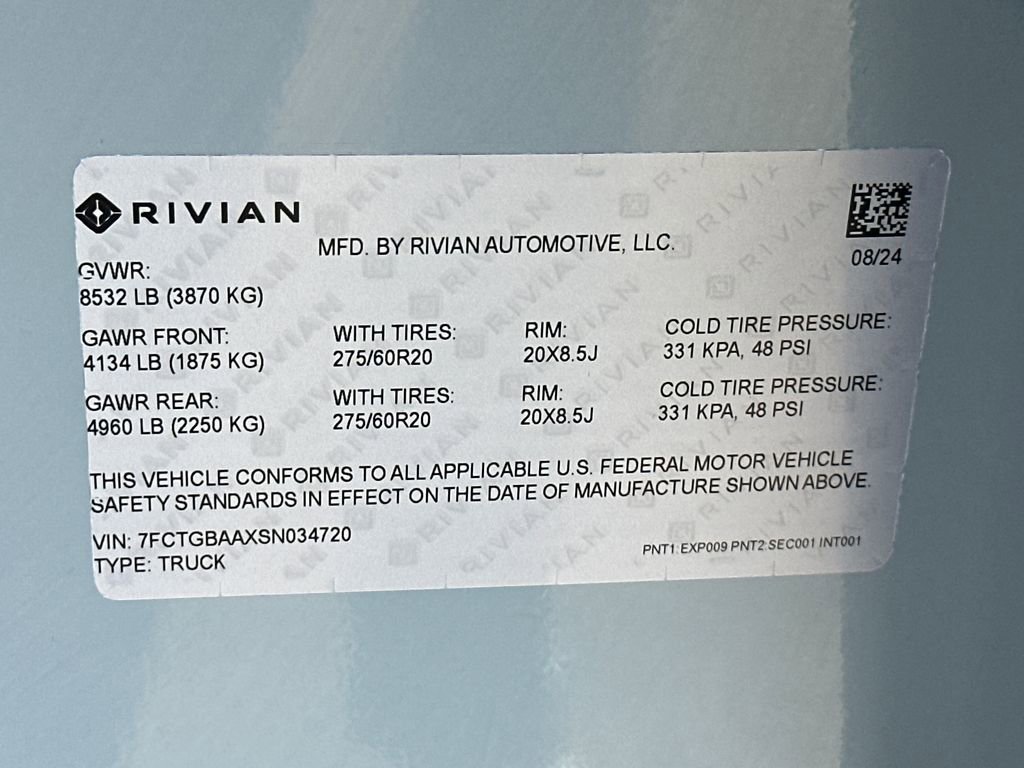 RIVIAN
MFD. BY RIVIAN AUTOMOTIVE, LLC.
08/24
GVWR:
8532 LB (3870 KG)
GAWR FRONT: WITH TIRES: RIM: COLD TIRE PRESSURE:
4134 LB (1875 KG) 275/60R20 20X8.5J 331 KPA, 48 PSI
GAWR REAR: WITH TIRES: RIM: COLD TIRE PRESSURE:
4960 LB (2250 KG) 275/60R20 20X8.5J 331 KPA, 48 PSI
THIS VEHICLE CONFORMS TO ALL APPLICABLE U.S. FEDERAL MOTOR VEHICLE
SAFETY STANDARDS IN EFFECT ON THE DATE OF MANUFACTURE SHOWN ABOVE.
VIN: 7FCTGBAAXSN034720
TYPE: TRUCK
PNT1:EXP009 PNT2:SEC001 INT001